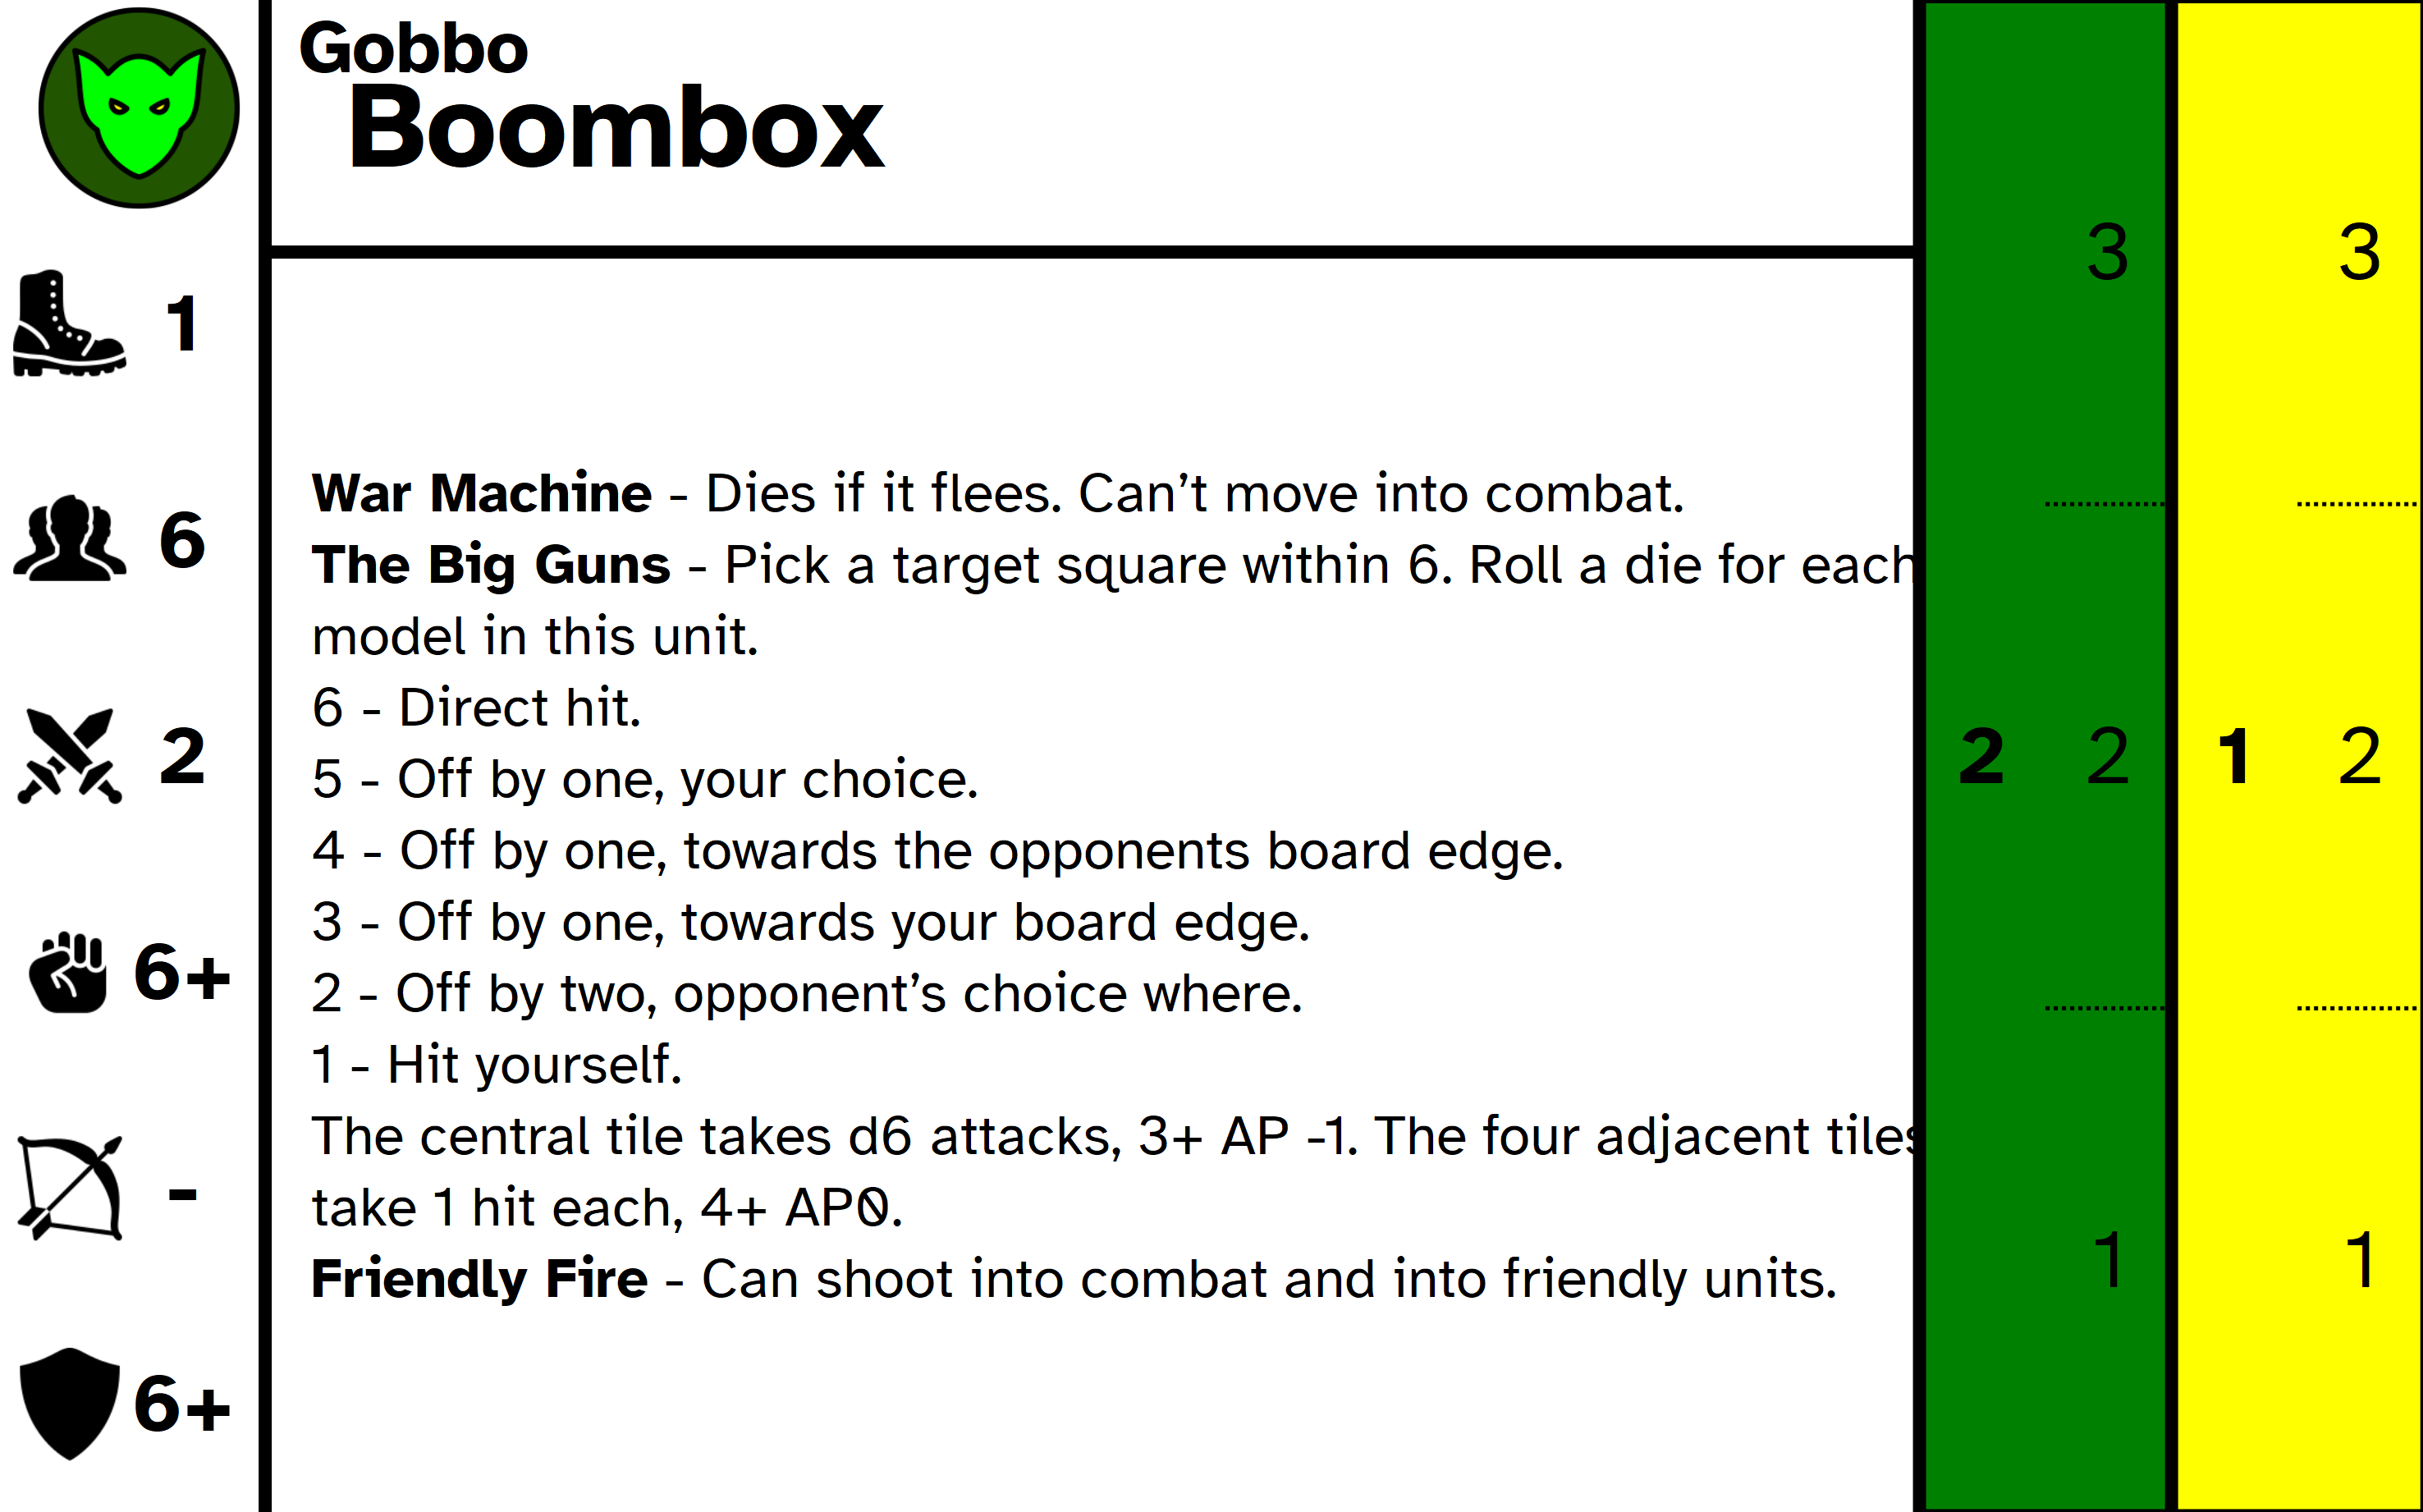 Gobbo
Boombox
1
6
2
6+
-
6+
War Machine - Dies if it flees. Can’t move into combat.
The Big Guns - Pick a target square within 6. Roll a die for each
model in this unit.
6 - Direct hit.
5 - Off by one, your choice.
4 - Off by one, towards the opponents board edge.
3 - Off by one, towards your board edge.
2 - Off by two, opponent’s choice where.
1 - Hit yourself.
The central tile takes d6 attacks, 3+ AP -1. The four adjacent tiles
take 1 hit each, 4+ AP0.
Friendly Fire - Can shoot into combat and into friendly units.
2
3
2
1
1
3
2
1